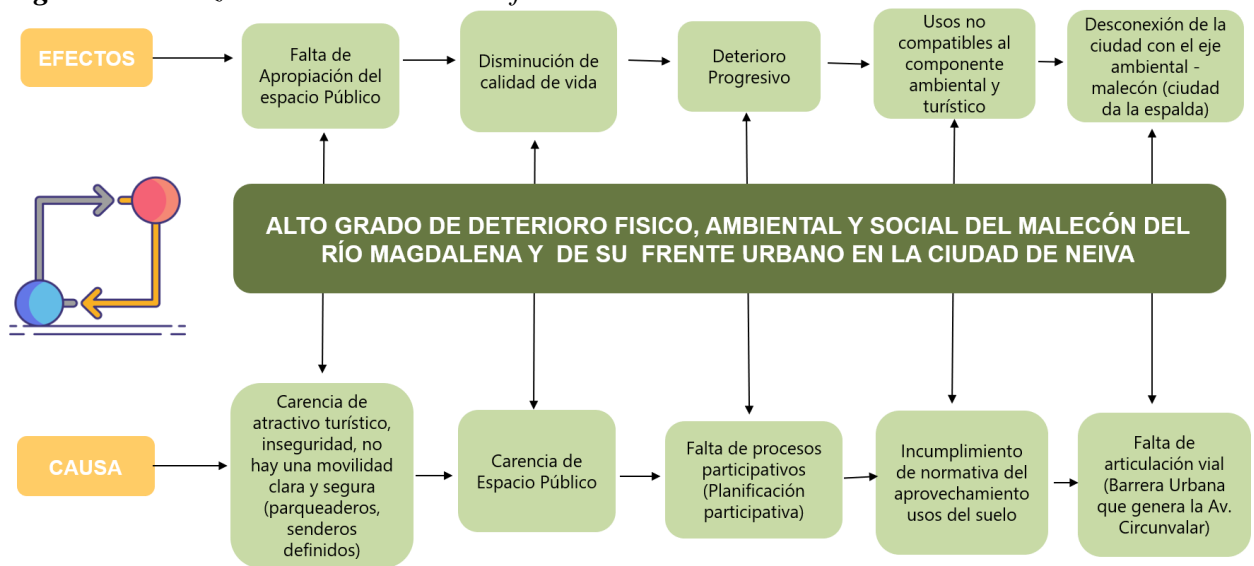 EFECTOS
Falta de
Apropiación del
espacio Público
Disminución de
calidad de vida
Deterioro
Progresivo
Usos no
compatibles al
componente
ambiental y
turístico
Desconexión de la
ciudad con el eje
ambiental -
malecón (ciudad
da la espalda)
ALTO GRADO DE DETERIORO FISICO, AMBIENTAL Y SOCIAL DEL MALECÓN DEL
RÍO MAGDALENA Y DE SU FRENTE URBANO EN LA CIUDAD DE NEIVA
CAUSA
Carencia de
atractivo turístico,
inseguridad, no
hay una movilidad
clara y segura
(parqueaderos,
senderos
definidos)
Carencia de
Espacio Público
Falta de procesos
participativos
(Planificación
participativa)
Incumplimiento
de normativa del
aprovechamiento
usos del suelo
Falta de
articulación vial
(Barrera Urbana
que genera la Av.
Circunvalar)